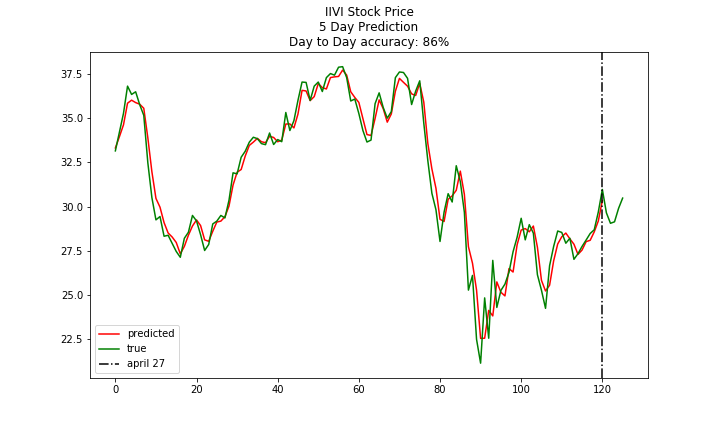 IIVI Stock Price
5 Day Prediction
Day to Day accuracy: 86%
37.5
35.0
32.5
30.0
27.5
25.0
22.5
predicted
true
april 27
0 20 40 60 80 100 120